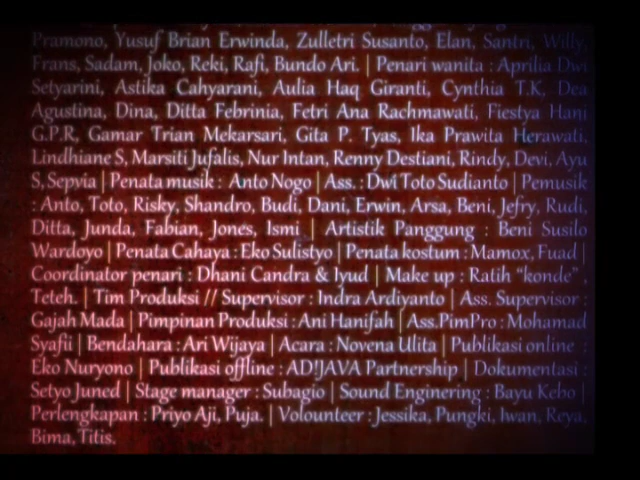 Pramono, Yusuf Brian Erwinda, Zulletri Susanto, Elan, Santri, Willy,
Frans, Sadam, Joko, Reki, Rafi, Bundo Ari. | Penari wanita : Aprilia Dwi
Setyarini, Astika Cahyarani, Aulia Haq Giranti, Cynthia T.K, Dea
Agustina, Dina, Ditta Febrinia, Fetri Ana Rachmawati, Fiestya Hani
G.P.R, Gamar Trian Mekarsari, Gita P. Tyas, Ika Prawita Herawati,
Lindhiane S, Marsiti Jufalis, Nur Intan, Renny Destiani, Rindy, Devi, Ayu
S, Sepvia | Penata musik : Anto Nogo | Ass. : Dwi Toto Sudianto | Pemusik
: Anto, Toto, Risky, Shandro, Budi, Dani, Erwin, Arsa, Beni, Jefry, Rudi,
Ditta, Junda, Fabian, Jones, Ismi | Artistik Panggung : Beni Susilo
Wardoyo | Penata Cahaya : Eko Sulistyo | Penata kostum : Mamox, Fuad |
Coordinator penari : Dhani Candra & Iyud | Make up : Ratih “konde” ,
Teteh. | Tim Produksi // Supervisor : Indra Ardiyanto | Ass. Supervisor :
Gajah Mada | Pimpinan Produksi : Ani Hanifah | Ass.PimPro : Mohamad
Syafii | Bendahara : Ari Wijaya | Acara : Novena Ulita | Publikasi online :
Eko Nuryono | Publikasi offline : AD!JAVA Partnership | Dokumentasi :
Setyo Juned | Stage manager : Subagio | Sound Enginering : Bayu Kebo |
Perlengkapan : Priyo Aji, Puja. | Volounteer : Jessika, Pungki, Iwan, Reya,
Bima, Titis.